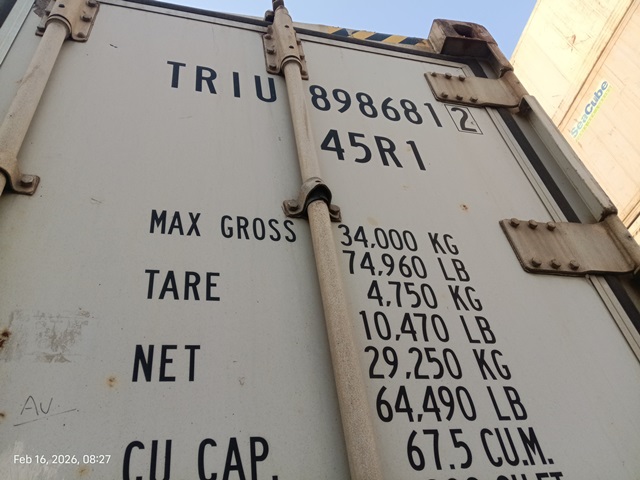 TRIU 898681 2
45R1
MAX GROSS 34,000 KG
74,960 LB
TARE 4,750 KG
10,470 LB
NET 29,250 KG
64,490 LB
CU CAP. 67.5 CU.M.
SeaCube
AV
Feb 16, 2026, 08:27